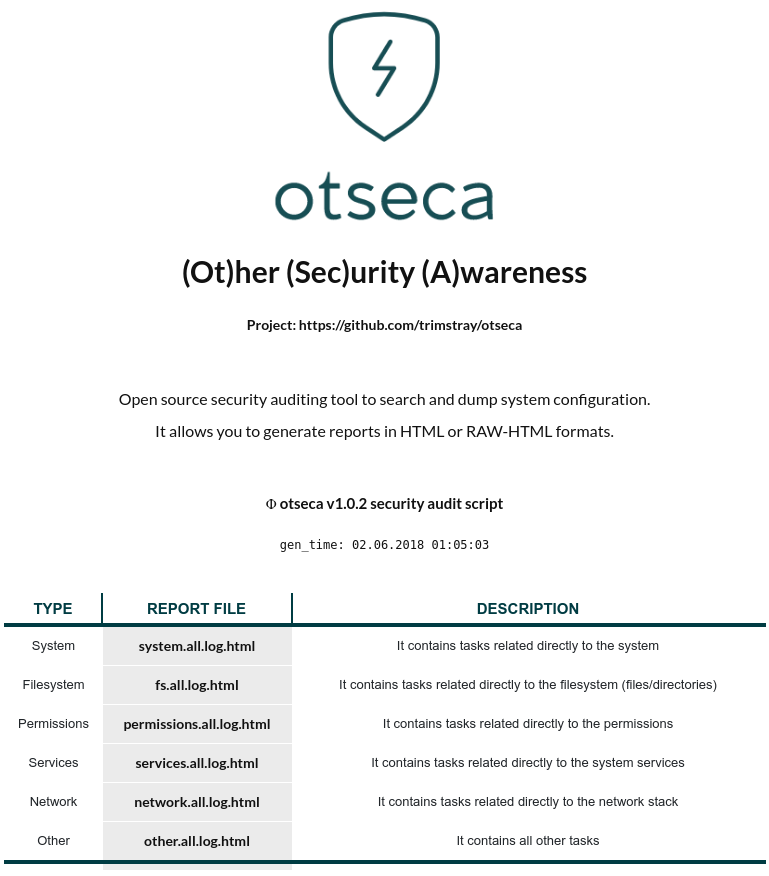 otseca
(Ot)her (Sec)urity (A)wareness
Project: https://github.com/trimstray/otseca
Open source security auditing tool to search and dump system configuration.
It allows you to generate reports in HTML or RAW-HTML formats.
Φ otseca v1.0.2 security audit script
gen_time: 02.06.2018 01:05:03
TYPE REPORT FILE DESCRIPTION
System system.all.log.html It contains tasks related directly to the system
Filesystem fs.all.log.html It contains tasks related directly to the filesystem (files/directories)
Permissions permissions.all.log.html It contains tasks related directly to the permissions
Services services.all.log.html It contains tasks related directly to the system services
Network network.all.log.html It contains tasks related directly to the network stack
Other other.all.log.html It contains all other tasks